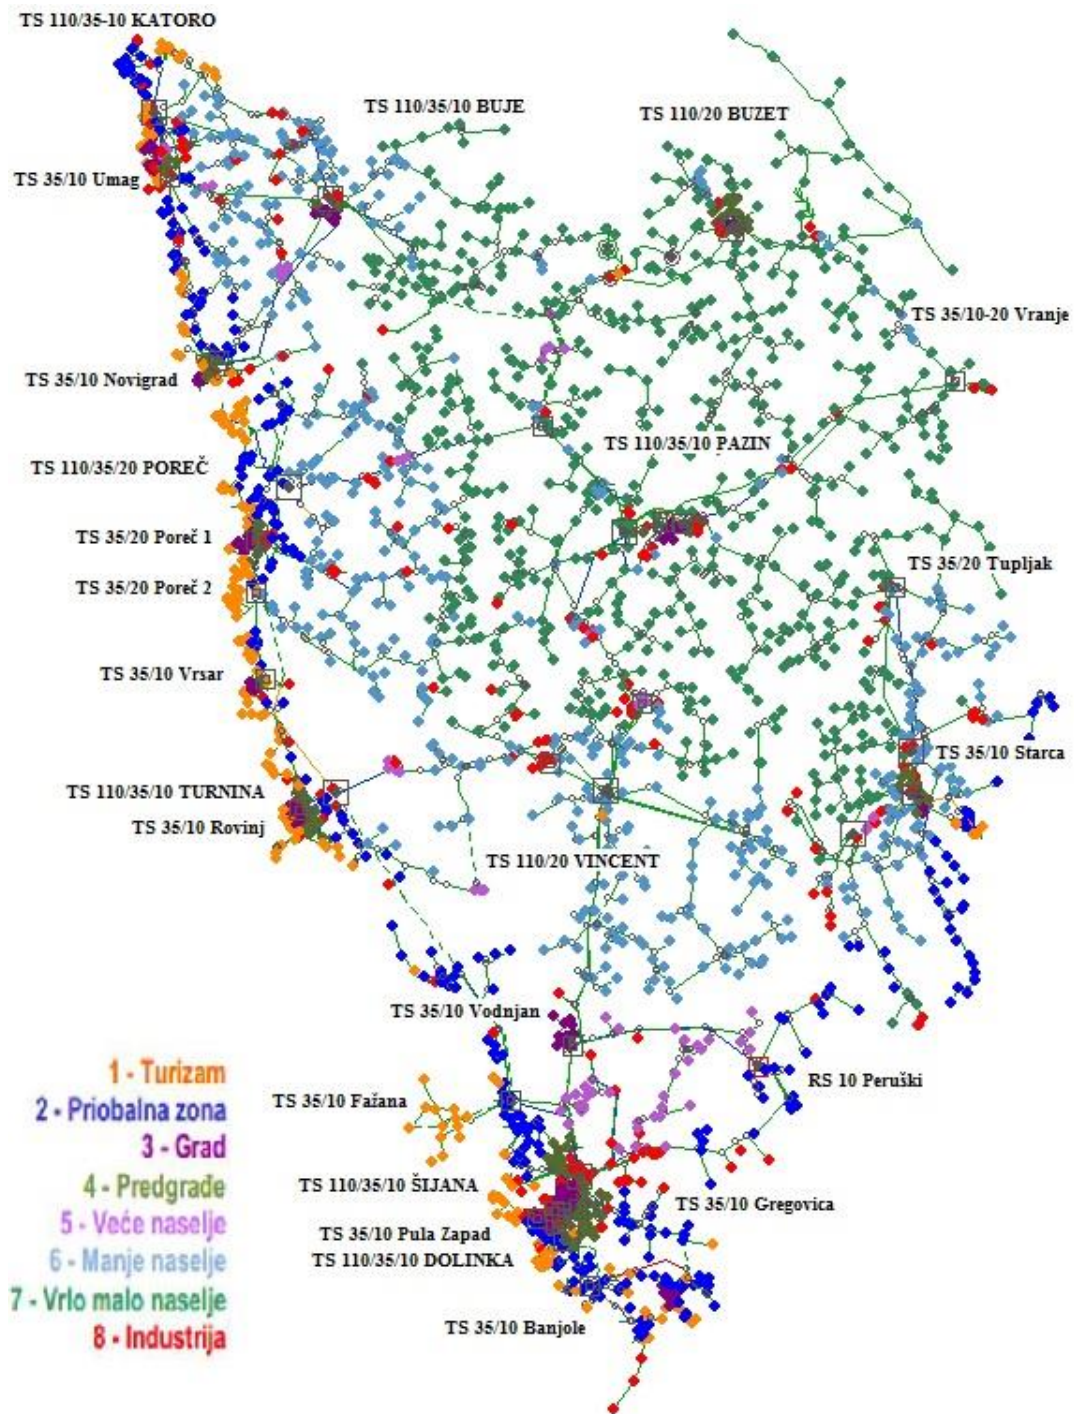 TS 110/35-10 KATORO
TS 110/35/10 BUJE
TS 110/20 BUZET
TS 35/10 Umag
TS 35/10-20 Vranje
TS 35/10 Novigrad
TS 110/35/10 PAZIN
TS 110/35/20 POREČ
TS 35/20 Poreč 1
TS 35/20 Tupljak
TS 35/20 Poreč 2
TS 35/10 Vrsar
TS 35/10 Starca
TS 110/35/10 TURNINA
TS 35/10 Rovinj
TS 110/20 VINCENT
TS 35/10 Vodnjan
RS 10 Peruški
TS 35/10 Fažana
TS 110/35/10 ŠIJANA
TS 35/10 Gregovica
TS 35/10 Pula Zapad
TS 110/35/10 DOLINKA
TS 35/10 Banjole
1 - Turizam
2 - Priobalna zona
3 - Grad
4 - Predgrađe
5 - Veće naselje
6 - Manje naselje
7 - Vrlo malo naselje
8 - Industrija